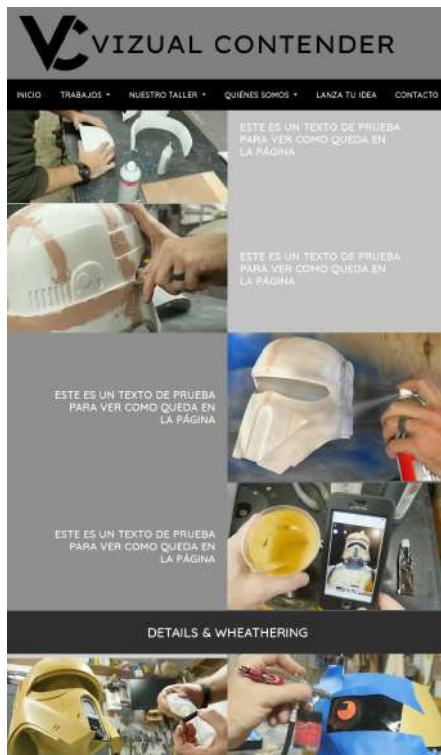 VC VIZUAL CONTENDER
INICIO TRABAJOS NUESTRO TALLER QUIÉNES SOMOS LANZA TU IDEA CONTACTO
ESTE ES UN TEXTO DE PRUEBA
PARA VER COMO QUEDA EN
LA PÁGINA
ESTE ES UN TEXTO DE PRUEBA
PARA VER COMO QUEDA EN
LA PÁGINA
ESTE ES UN TEXTO DE PRUEBA
PARA VER COMO QUEDA EN
LA PÁGINA
ESTE ES UN TEXTO DE PRUEBA
PARA VER COMO QUEDA EN
LA PÁGINA
DETAILS & WHEATHERING